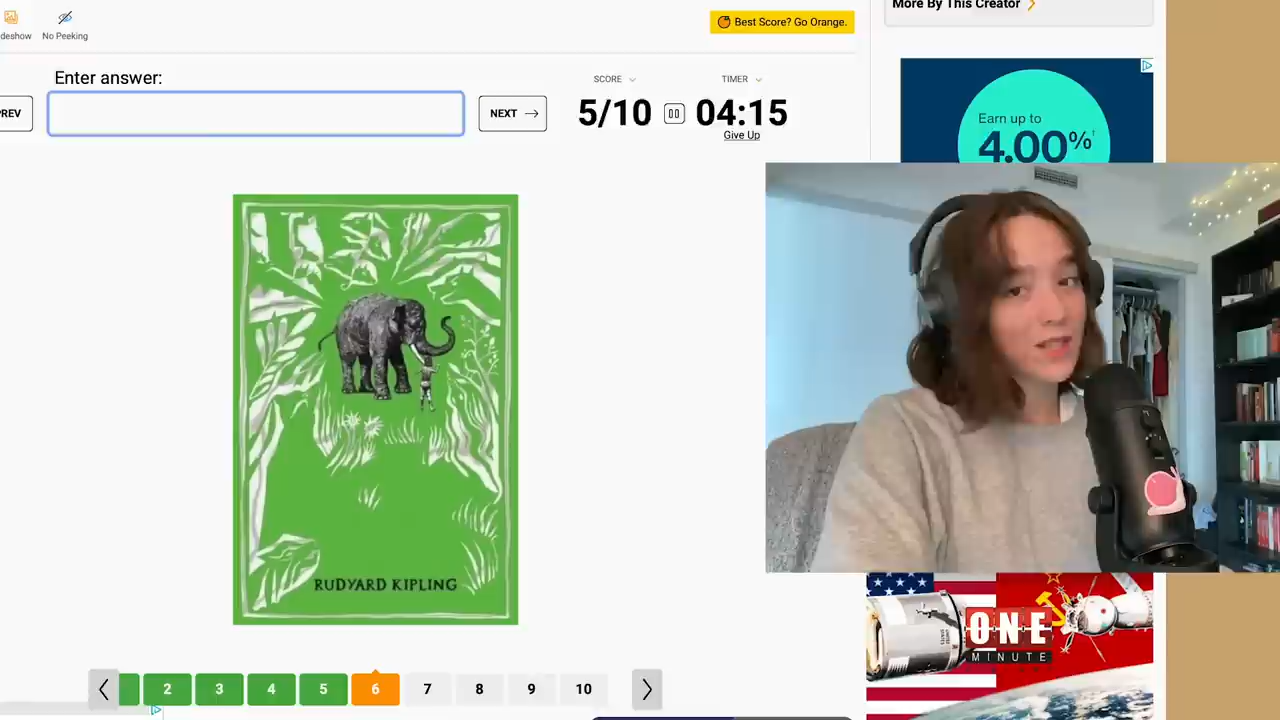 More By This Creator
deshow
No Peeking
Best Score? Go Orange.
Enter answer:
SCORE
TIMER
REV
NEXT
5/10
04:15
Give Up
Earn up to
4.00%†
RUDYARD KIPLING
ONE
MINUTE
2
3
4
5
6
7
8
9
10